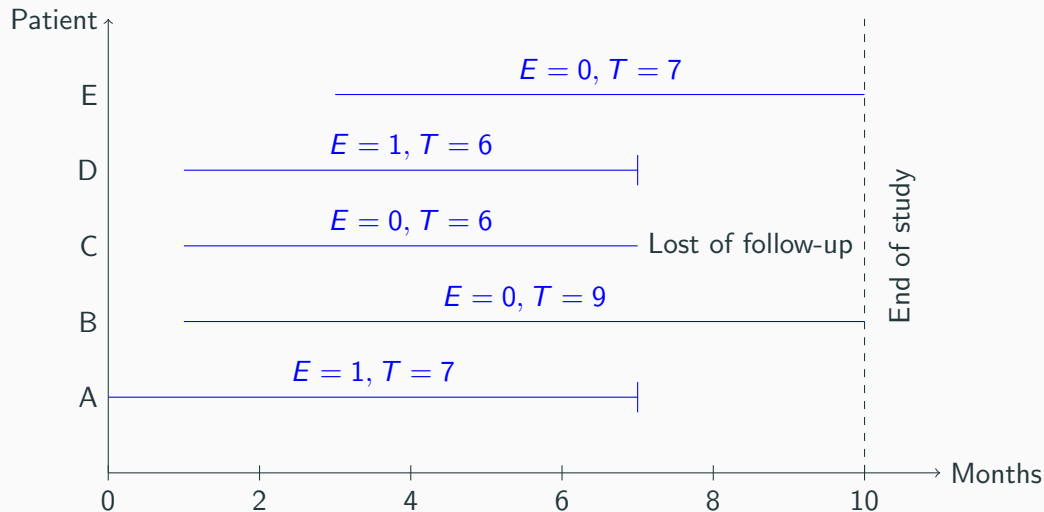 Patient
E = 0, T = 7
E
E = 1, T = 6
D
E = 0, T = 6
C
Lost of follow-up
E = 0, T = 9
B
E = 1, T = 7
A
End of study
Months
0 2 4 6 8 10